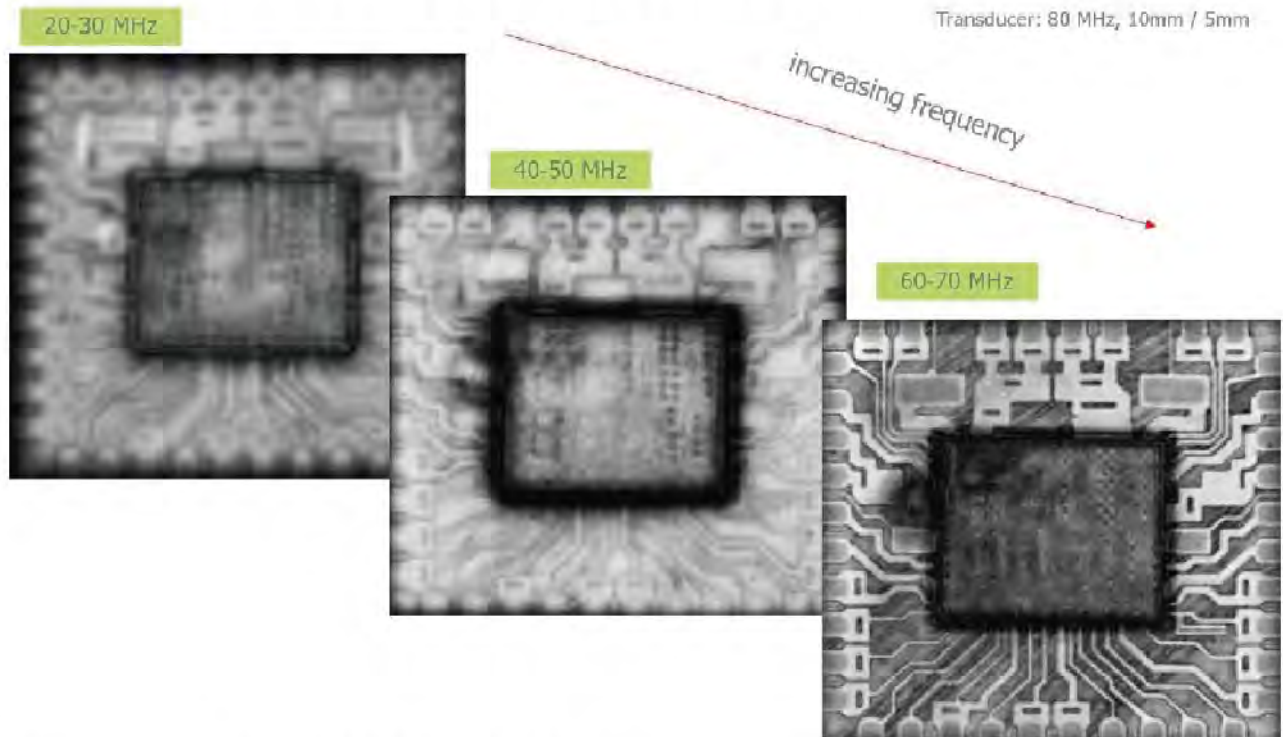 20-30 MHz
Transducer: 80 MHz, 10mm / 5mm
increasing frequency
40-50 MHz
60-70 MHz